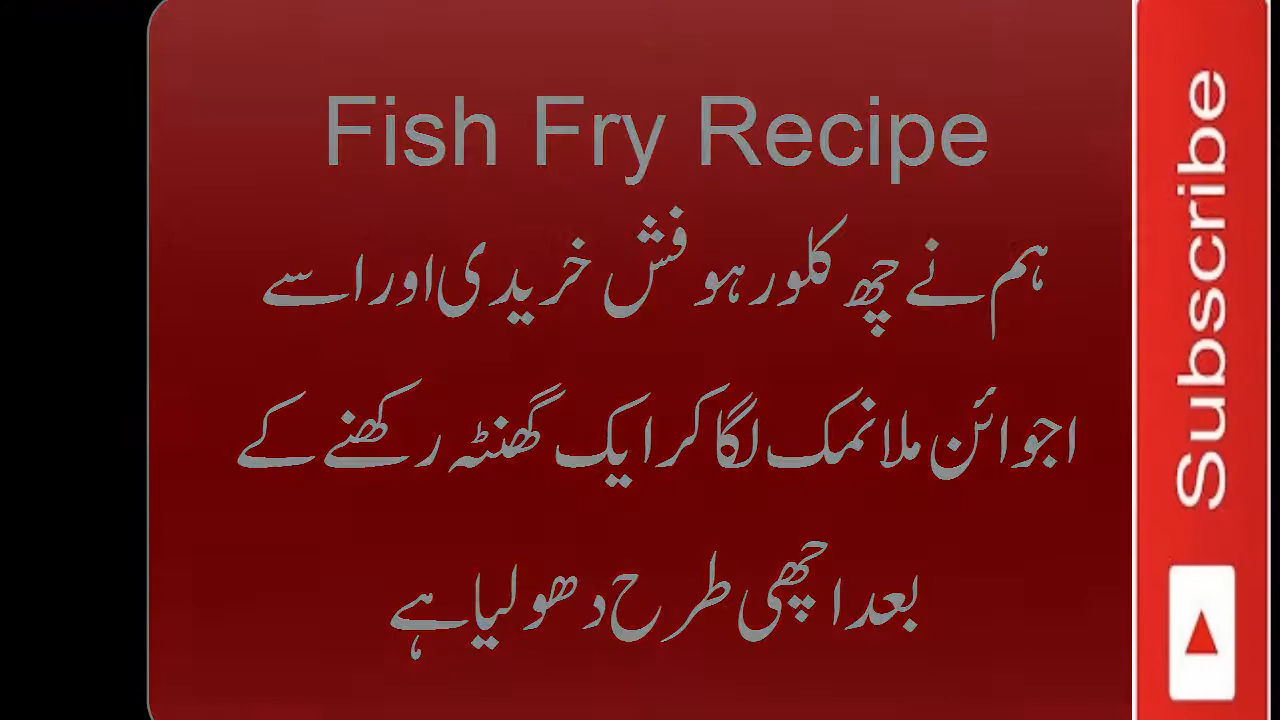 Fish Fry Recipe
ہم نے چھ کلو رہو فش خریدی اور اسے
اجوائن ملا نمک لگا کر ایک گھنٹہ رکھنے کے
بعد اچھی طرح دھو لیا ہے
Subscribe